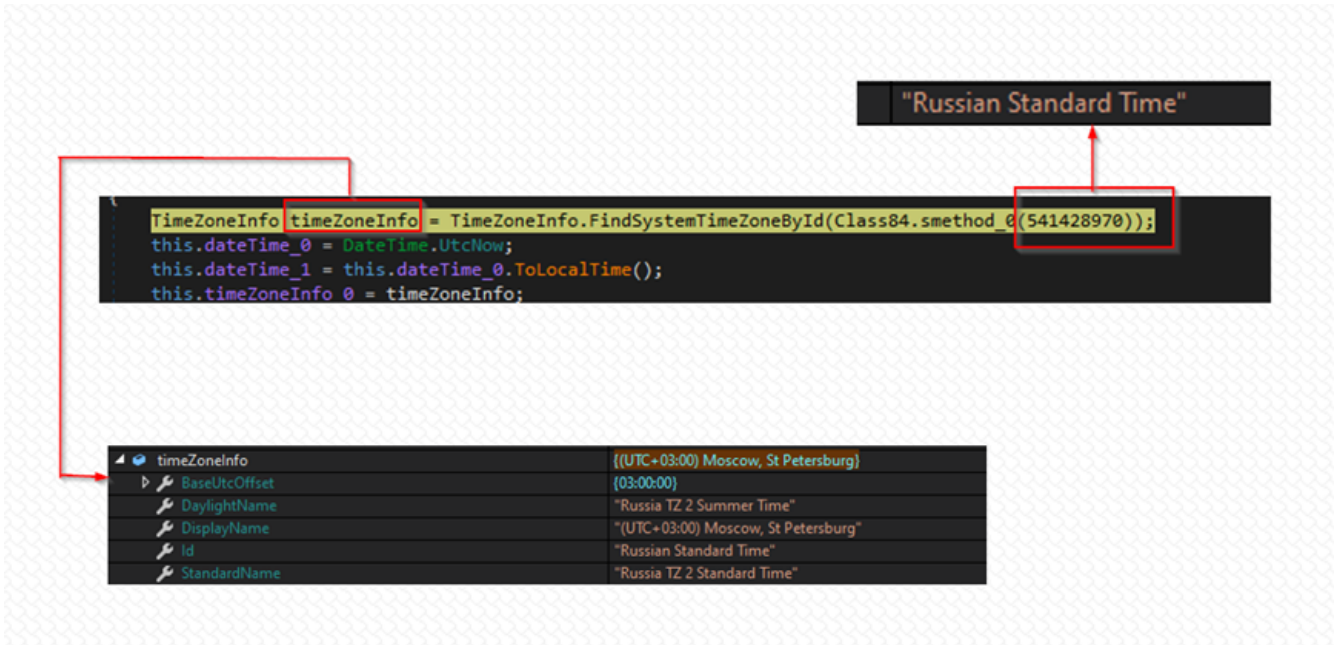 "Russian Standard Time"
{
TimeZoneInfo timeZoneInfo = TimeZoneInfo.FindSystemTimeZoneById(Class84.smethod_0(541428970));
this.dateTime_0 = DateTime.UtcNow;
this.dateTime_1 = this.dateTime_0.ToLocalTime();
this.timeZoneInfo_0 = timeZoneInfo;
timeZoneInfo {(UTC+03:00) Moscow, St Petersburg}
BaseUtcOffset {03:00:00}
DaylightName "Russia TZ 2 Summer Time"
DisplayName "(UTC+03:00) Moscow, St Petersburg"
Id "Russian Standard Time"
StandardName "Russia TZ 2 Standard Time"